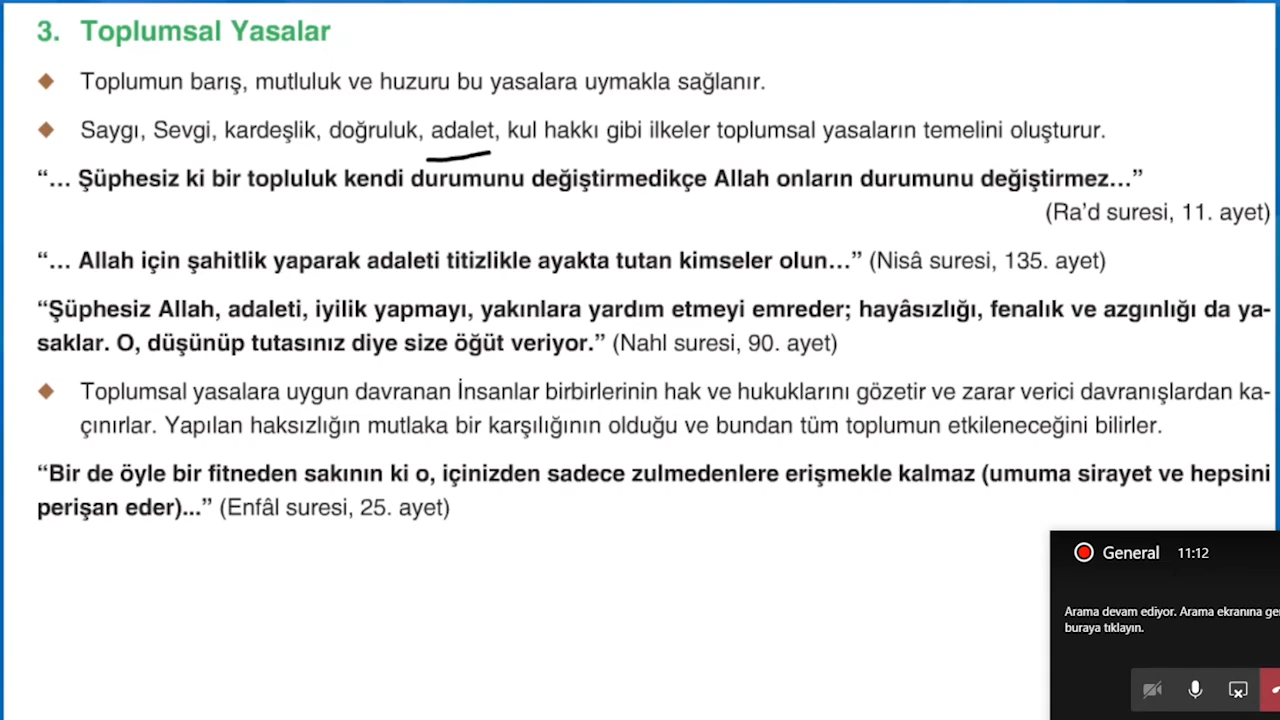 3. Toplumsal Yasalar
◆ Toplumun barış, mutluluk ve huzuru bu yasalara uymakla sağlanır.
◆ Saygı, Sevgi, kardeşlik, doğruluk, adalet, kul hakkı gibi ilkeler toplumsal yasaların temelini oluşturur.
“... Şüphesiz ki bir topluluk kendi durumunu değiştirmedikçe Allah onların durumunu değiştirmez...”
(Ra’d suresi, 11. ayet)
“... Allah için şahitlik yaparak adaleti titizlikle ayakta tutan kimseler olun...” (Nisâ suresi, 135. ayet)
“Şüphesiz Allah, adaleti, iyilik yapmayı, yakınlara yardım etmeyi emreder; hayâsızlığı, fenalık ve azgınlığı da ya-
saklar. O, düşünüp tutasınız diye size öğüt veriyor.” (Nahl suresi, 90. ayet)
◆ Toplumsal yasalara uygun davranan İnsanlar birbirlerinin hak ve hukuklarını gözetir ve zarar verici davranışlardan ka-
çınırlar. Yapılan haksızlığın mutlaka bir karşılığının olduğu ve bundan tüm toplumun etkileneceğini bilirler.
“Bir de öyle bir fitneden sakının ki o, içinizden sadece zulmedenlere erişmekle kalmaz (umuma sirayet ve hepsini
perişan eder)...” (Enfâl suresi, 25. ayet)
General 11:12
Arama devam ediyor. Arama ekranına
buraya tıklayın.